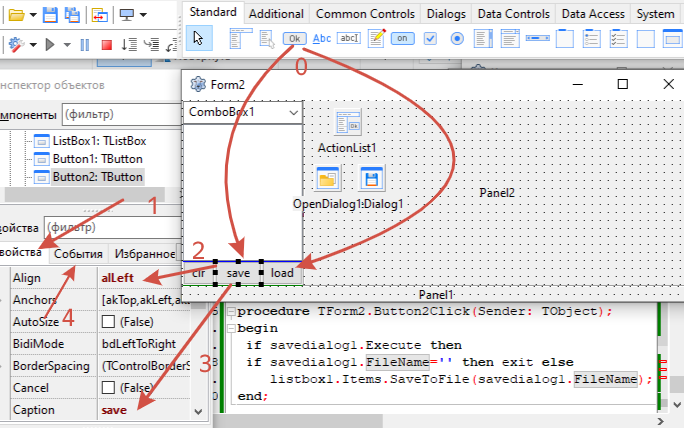 Standard Additional Common Controls Dialogs Data Controls Data Access System
Ok Abc abcI on
0
нспектор объектов
мпоненты (фильтр)
ListBox1: TListBox
Button1: TButton
Button2: TButton
1
ойства (фильтр)
войства События Избранное
Align alLeft
Anchors [akTop,akLeft,ak
AutoSize (False)
BidiMode bdLeftToRight
BorderSpacing (TControlBorderS
Cancel (False)
Caption save
4
2
3
Form2
ComboBox1
ActionList1
OpenDialog1:Dialog1
Panel2
clr save load
Panel1
procedure TForm2.Button2Click(Sender: TObject);
begin
if savedialog1.Execute then
if savedialog1.FileName='' then exit else
listbox1.Items.SaveToFile(savedialog1.FileName);
end;